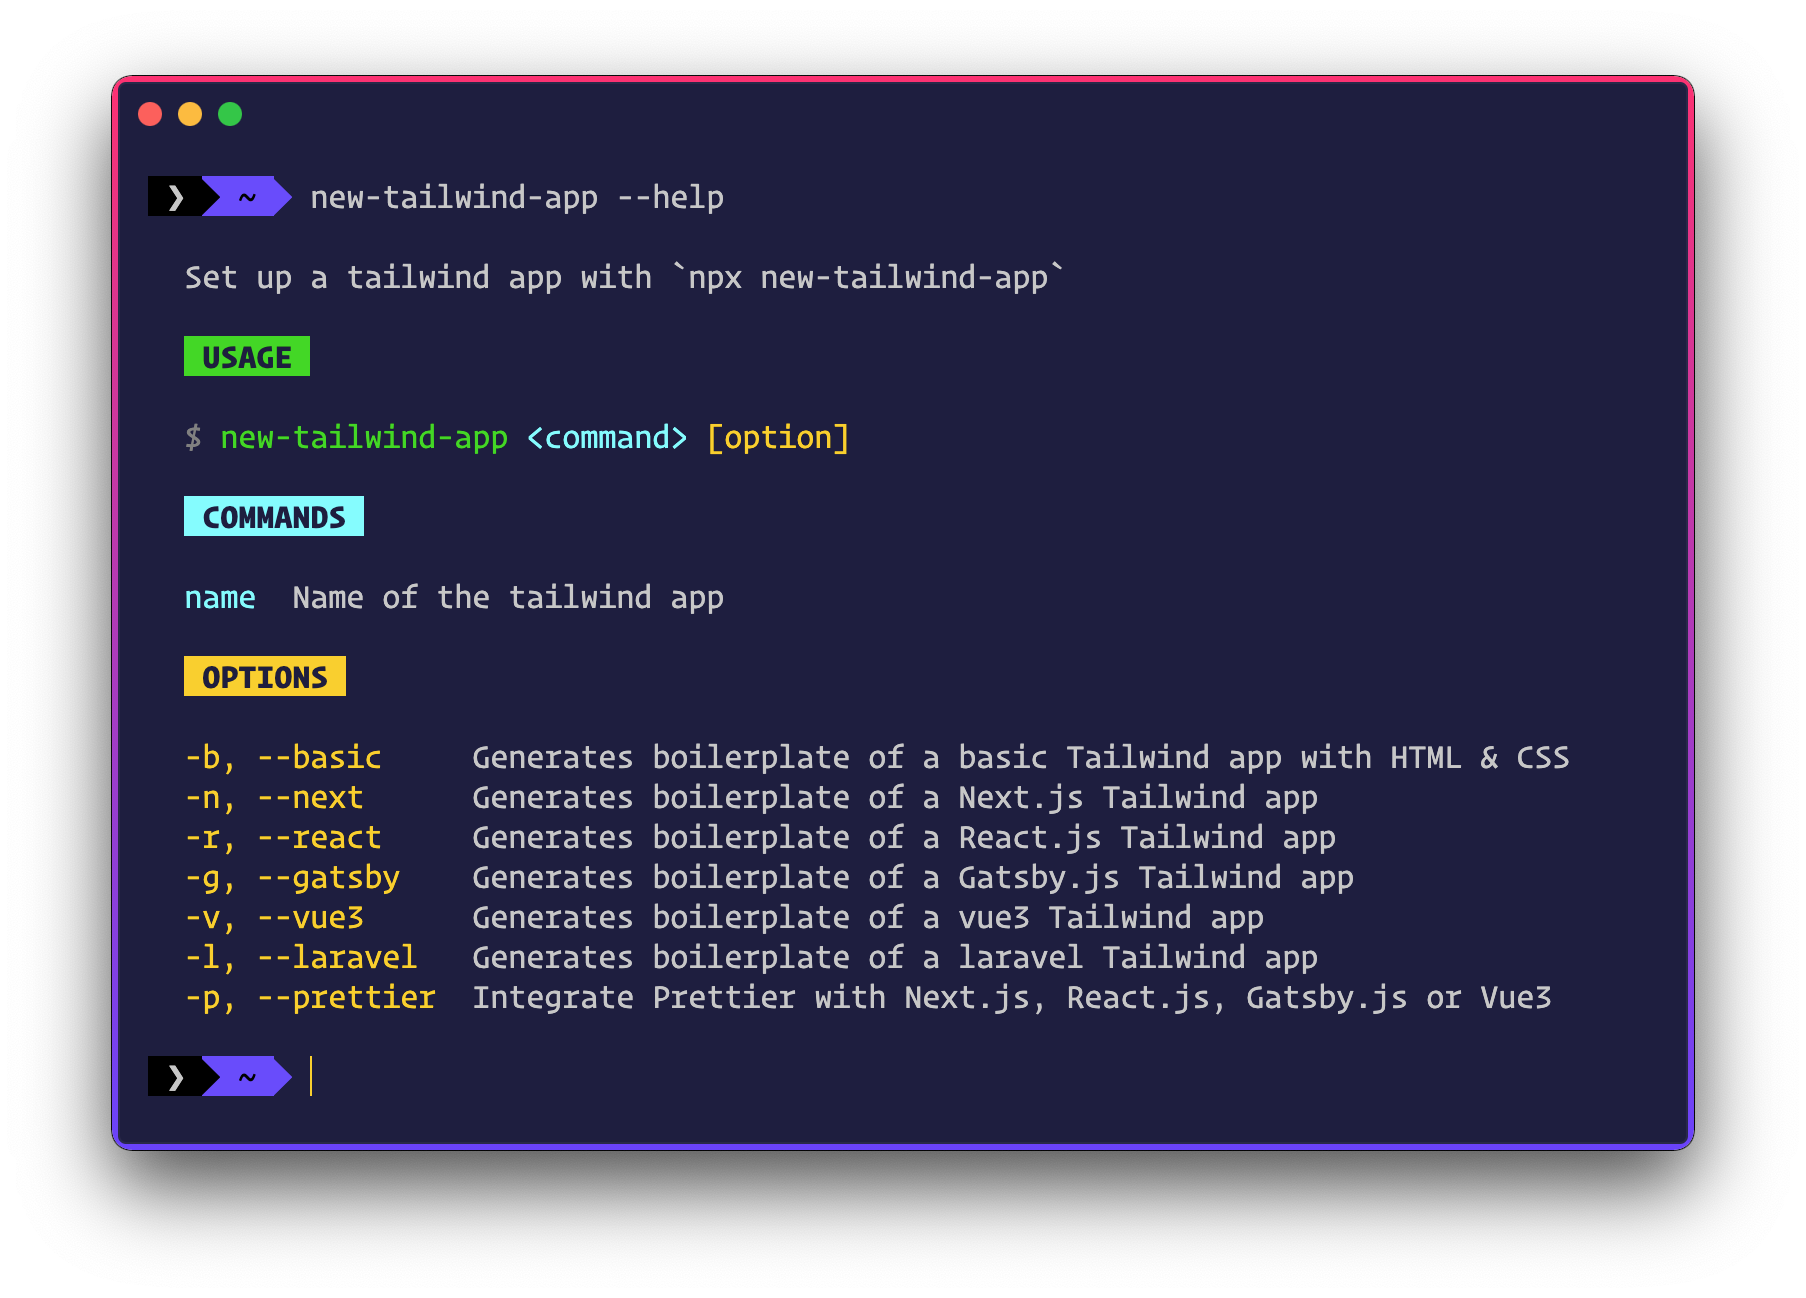 ❯ ~ new-tailwind-app --help
Set up a tailwind app with `npx new-tailwind-app`
USAGE
$ new-tailwind-app <command> [option]
COMMANDS
name  Name of the tailwind app
OPTIONS
-b, --basic     Generates boilerplate of a basic Tailwind app with HTML & CSS
-n, --next      Generates boilerplate of a Next.js Tailwind app
-r, --react     Generates boilerplate of a React.js Tailwind app
-g, --gatsby    Generates boilerplate of a Gatsby.js Tailwind app
-v, --vue3      Generates boilerplate of a vue3 Tailwind app
-l, --laravel   Generates boilerplate of a laravel Tailwind app
-p, --prettier  Integrate Prettier with Next.js, React.js, Gatsby.js or Vue3
❯ ~